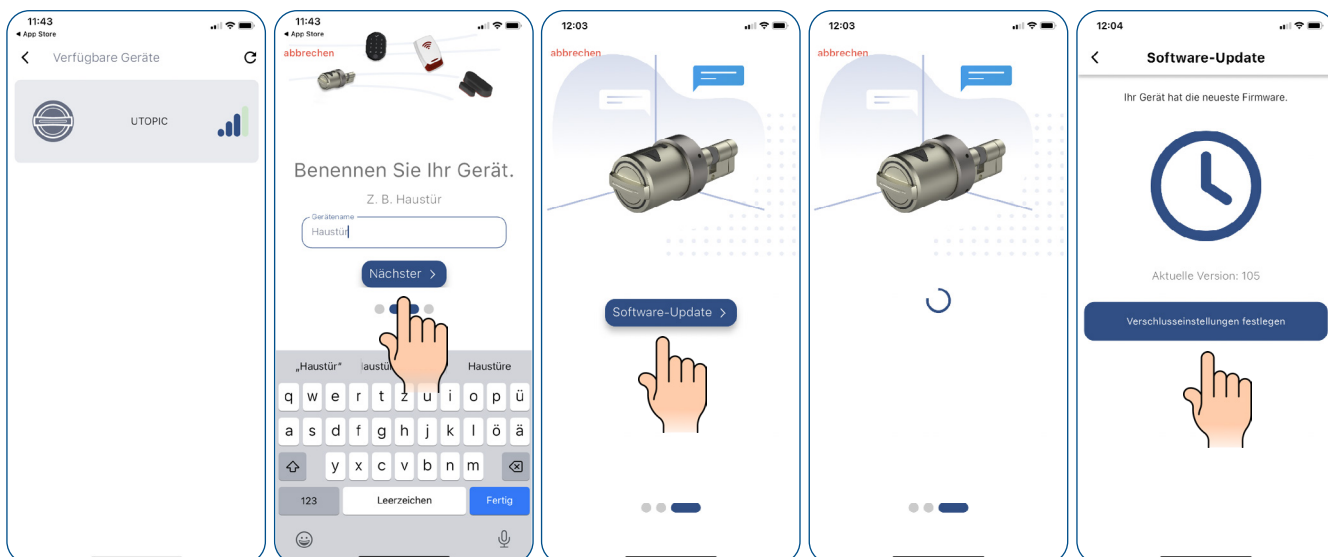 11:43
App Store
Verfügbare Geräte
UTOPIC
11:43
App Store
abbrechen
Benennen Sie Ihr Gerät.
Z. B. Haustür
Gerätename
Haustür
Nächster >
„Haustür“ Haustüre
q w e r t z u i o p ü
a s d f g h j k l ö ä
y x c v b n m
123 Leerzeichen Fertig
12:03
abbrechen
Software-Update >
12:03
abbrechen
12:04
Software-Update
Ihr Gerät hat die neueste Firmware.
Aktuelle Version: 105
Verschlusseinstellungen festlegen